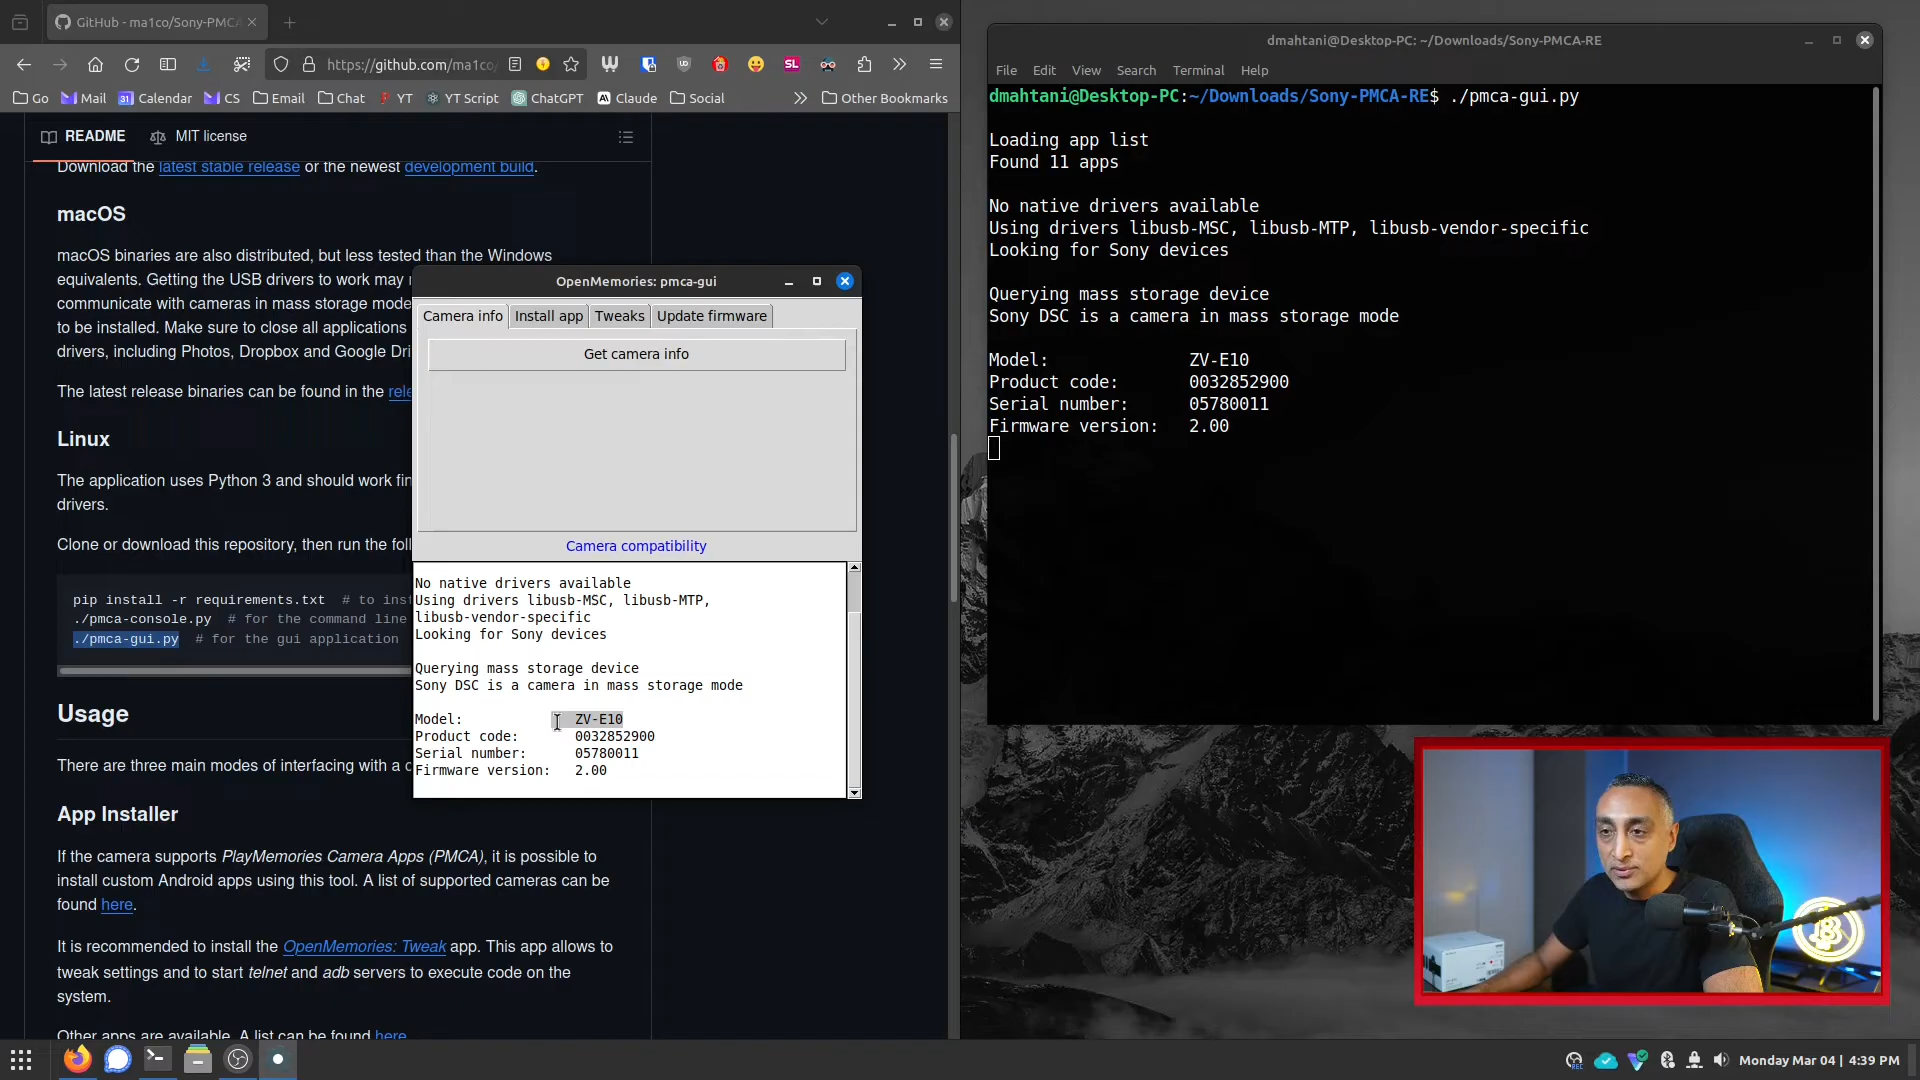 GitHub - ma1co/Sony-PMCA
https://github.com/ma1co/
Go
Mail
31 Calendar
CS
Email
Chat
YT
YT Script
ChatGPT
Claude
Social
Other Bookmarks
README
MIT license
Download the latest stable release or the newest development build.
macOS
macOS binaries are also distributed, but less tested than the Windows
equivalents. Getting the USB drivers to work may
communicate with cameras in mass storage mode
to be installed. Make sure to close all applications
drivers, including Photos, Dropbox and Google Dri
The latest release binaries can be found in the rele
Linux
The application uses Python 3 and should work fin
drivers.
Clone or download this repository, then run the foll
pip install -r requirements.txt # to inst
./pmca-console.py # for the command line
./pmca-gui.py # for the gui application
Usage
There are three main modes of interfacing with a c
App Installer
If the camera supports PlayMemories Camera Apps (PMCA), it is possible to
install custom Android apps using this tool. A list of supported cameras can be
found here.
It is recommended to install the OpenMemories: Tweak app. This app allows to
tweak settings and to start telnet and adb servers to execute code on the
system.
Other apps are available. A list can be found here.
OpenMemories: pmca-gui
Camera info
Install app
Tweaks
Update firmware
Get camera info
Camera compatibility
No native drivers available
Using drivers libusb-MSC, libusb-MTP,
libusb-vendor-specific
Looking for Sony devices
Querying mass storage device
Sony DSC is a camera in mass storage mode
Model: ZV-E10
Product code: 0032852900
Serial number: 05780011
Firmware version: 2.00
dmahtani@Desktop-PC: ~/Downloads/Sony-PMCA-RE
File Edit View Search Terminal Help
dmahtani@Desktop-PC:~/Downloads/Sony-PMCA-RE$ ./pmca-gui.py
Loading app list
Found 11 apps
No native drivers available
Using drivers libusb-MSC, libusb-MTP, libusb-vendor-specific
Looking for Sony devices
Querying mass storage device
Sony DSC is a camera in mass storage mode
Model: ZV-E10
Product code: 0032852900
Serial number: 05780011
Firmware version: 2.00
Monday Mar 04 | 4:39 PM